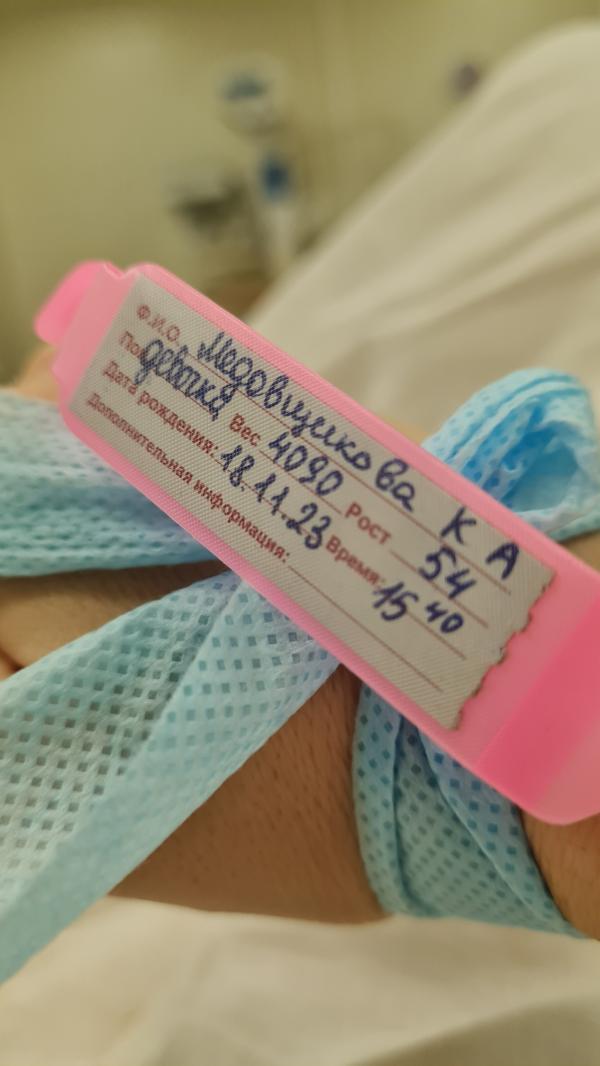 Ф.И.О. Медовщикова К А
Пол девочка Вес 4090 Рост 54
Дата рождения: 18.11.23 Время: 15 40
Дополнительная информация: